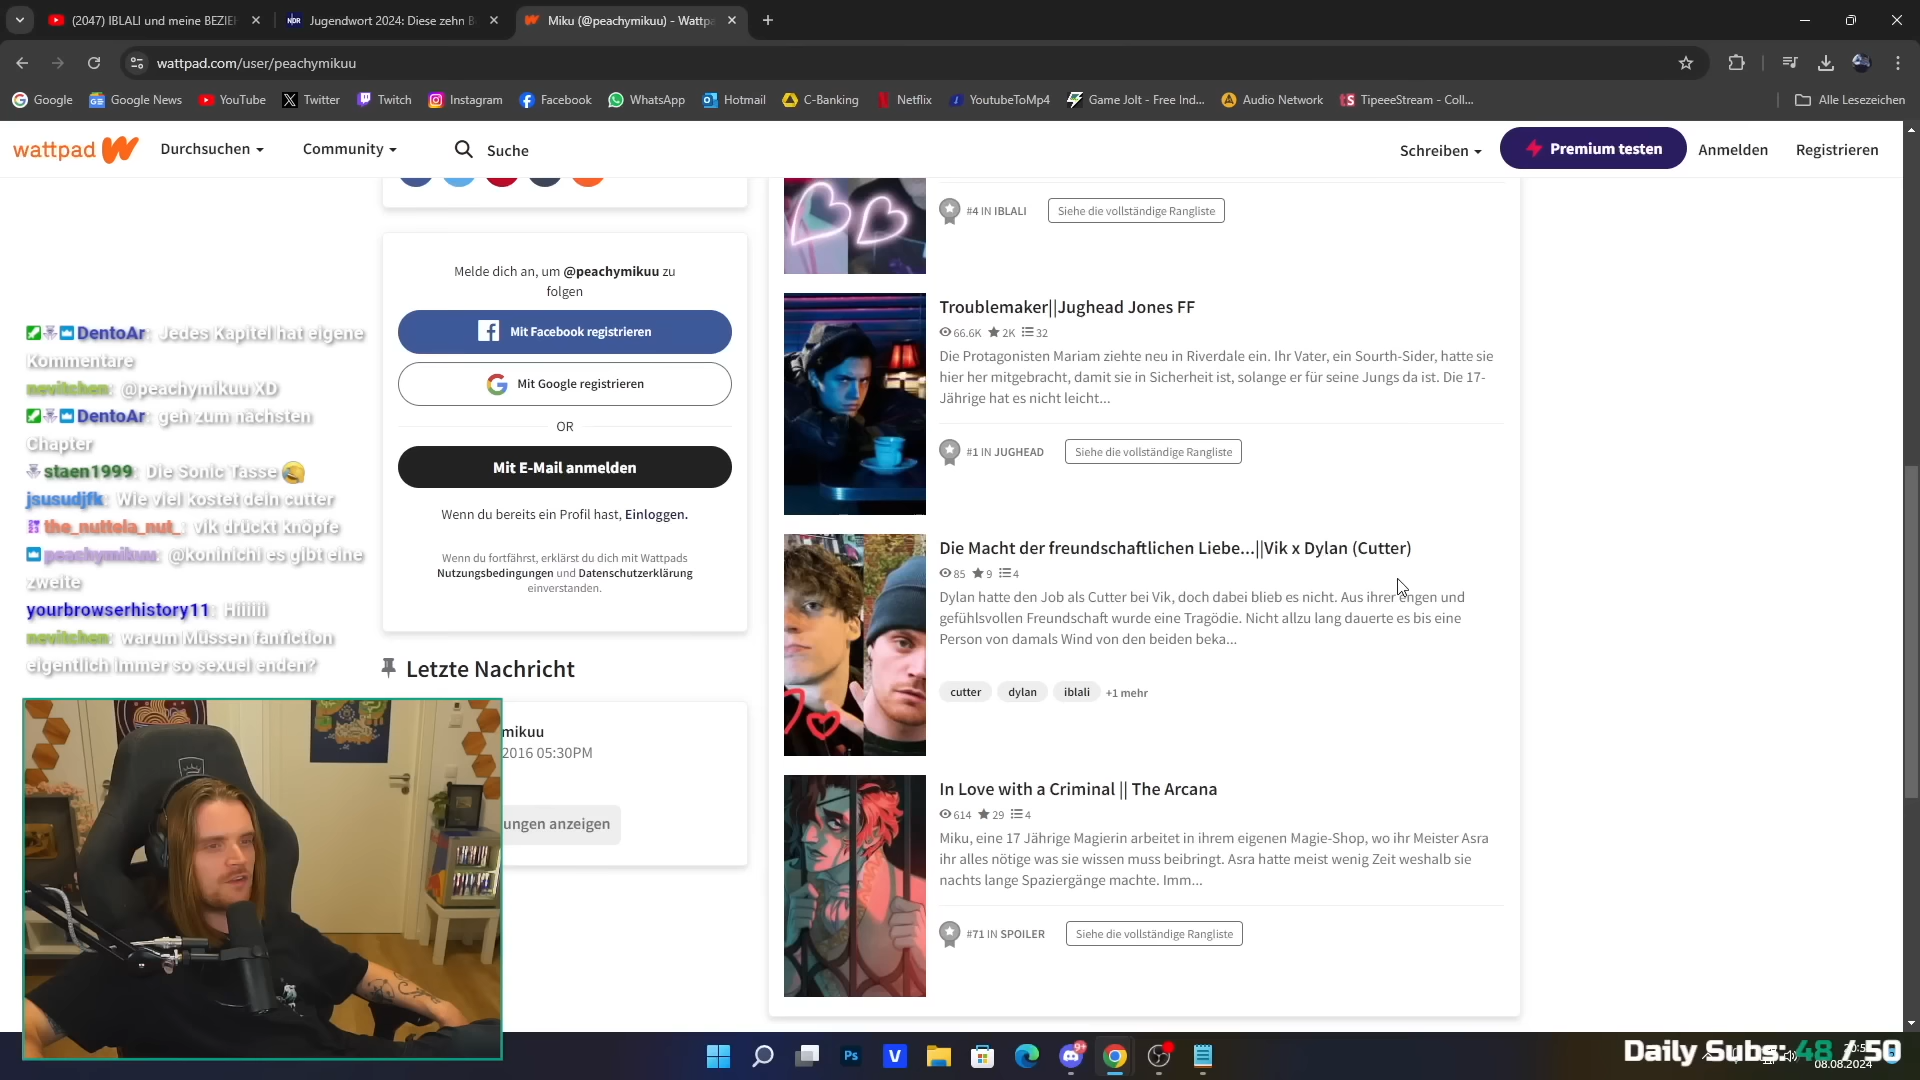 (2047) IBLALI und meine BEZIEH
Jugendwort 2024: Diese zehn B
Miku (@peachymikuu) - Wattpa
wattpad.com/user/peachymikuu
Google
Google News
YouTube
Twitter
Twitch
Instagram
Facebook
WhatsApp
Hotmail
C-Banking
Netflix
YoutubeToMp4
Game Jolt - Free Ind...
Audio Network
TipeeeStream - Coll...
Alle Lesezeichen
wattpad
Durchsuchen
Community
Suche
Schreiben
Premium testen
Anmelden
Registrieren
DentoAr: Jedes Kapitel hat eigene
Kommentare
nevitchen: @peachymikuu XD
DentoAr: geh zum nächsten
Chapter
staen1999: Die Sonic Tasse
jsusudjfk: Wie viel kostet dein cutter
the_nuttela_nut_: vik drückt knöpfe
peachymikuu: @koninichi es gibt eine
zweite
yourbrowserhistory11: Hiiiiii
nevitchen: warum Müssen fanfiction
eigentlich immer so sexuel enden?
Melde dich an, um @peachymikuu zu
folgen
Mit Facebook registrieren
Mit Google registrieren
OR
Mit E-Mail anmelden
Wenn du bereits ein Profil hast, Einloggen.
Wenn du fortfährst, erklärst du dich mit Wattpads
Nutzungsbedingungen und Datenschutzerklärung
einverstanden.
Letzte Nachricht
mikuu
2016 05:30PM
ungen anzeigen
#4 IN IBLALI
Siehe die vollständige Rangliste
Troublemaker||Jughead Jones FF
66.6K 2K 32
Die Protagonisten Mariam ziehte neu in Riverdale ein. Ihr Vater, ein Sourth-Sider, hatte sie
hier her mitgebracht, damit sie in Sicherheit ist, solange er für seine Jungs da ist. Die 17-
Jährige hat es nicht leicht...
#1 IN JUGHEAD
Siehe die vollständige Rangliste
Die Macht der freundschaftlichen Liebe...||Vik x Dylan (Cutter)
85 9 4
Dylan hatte den Job als Cutter bei Vik, doch dabei blieb es nicht. Aus ihrer engen und
gefühlsvollen Freundschaft wurde eine Tragödie. Nicht allzu lang dauerte es bis eine
Person von damals Wind von den beiden beka...
cutter
dylan
iblali
+1 mehr
In Love with a Criminal || The Arcana
614 29 4
Miku, eine 17 Jährige Magierin arbeitet in ihrem eigenen Magie-Shop, wo ihr Meister Asra
ihr alles nötige was sie wissen muss beibringt. Asra hatte meist wenig Zeit weshalb sie
nachts lange Spaziergänge machte. Imm...
#71 IN SPOILER
Siehe die vollständige Rangliste
Ps
V
9+
Daily Subs: 48 / 50
08.08.2024